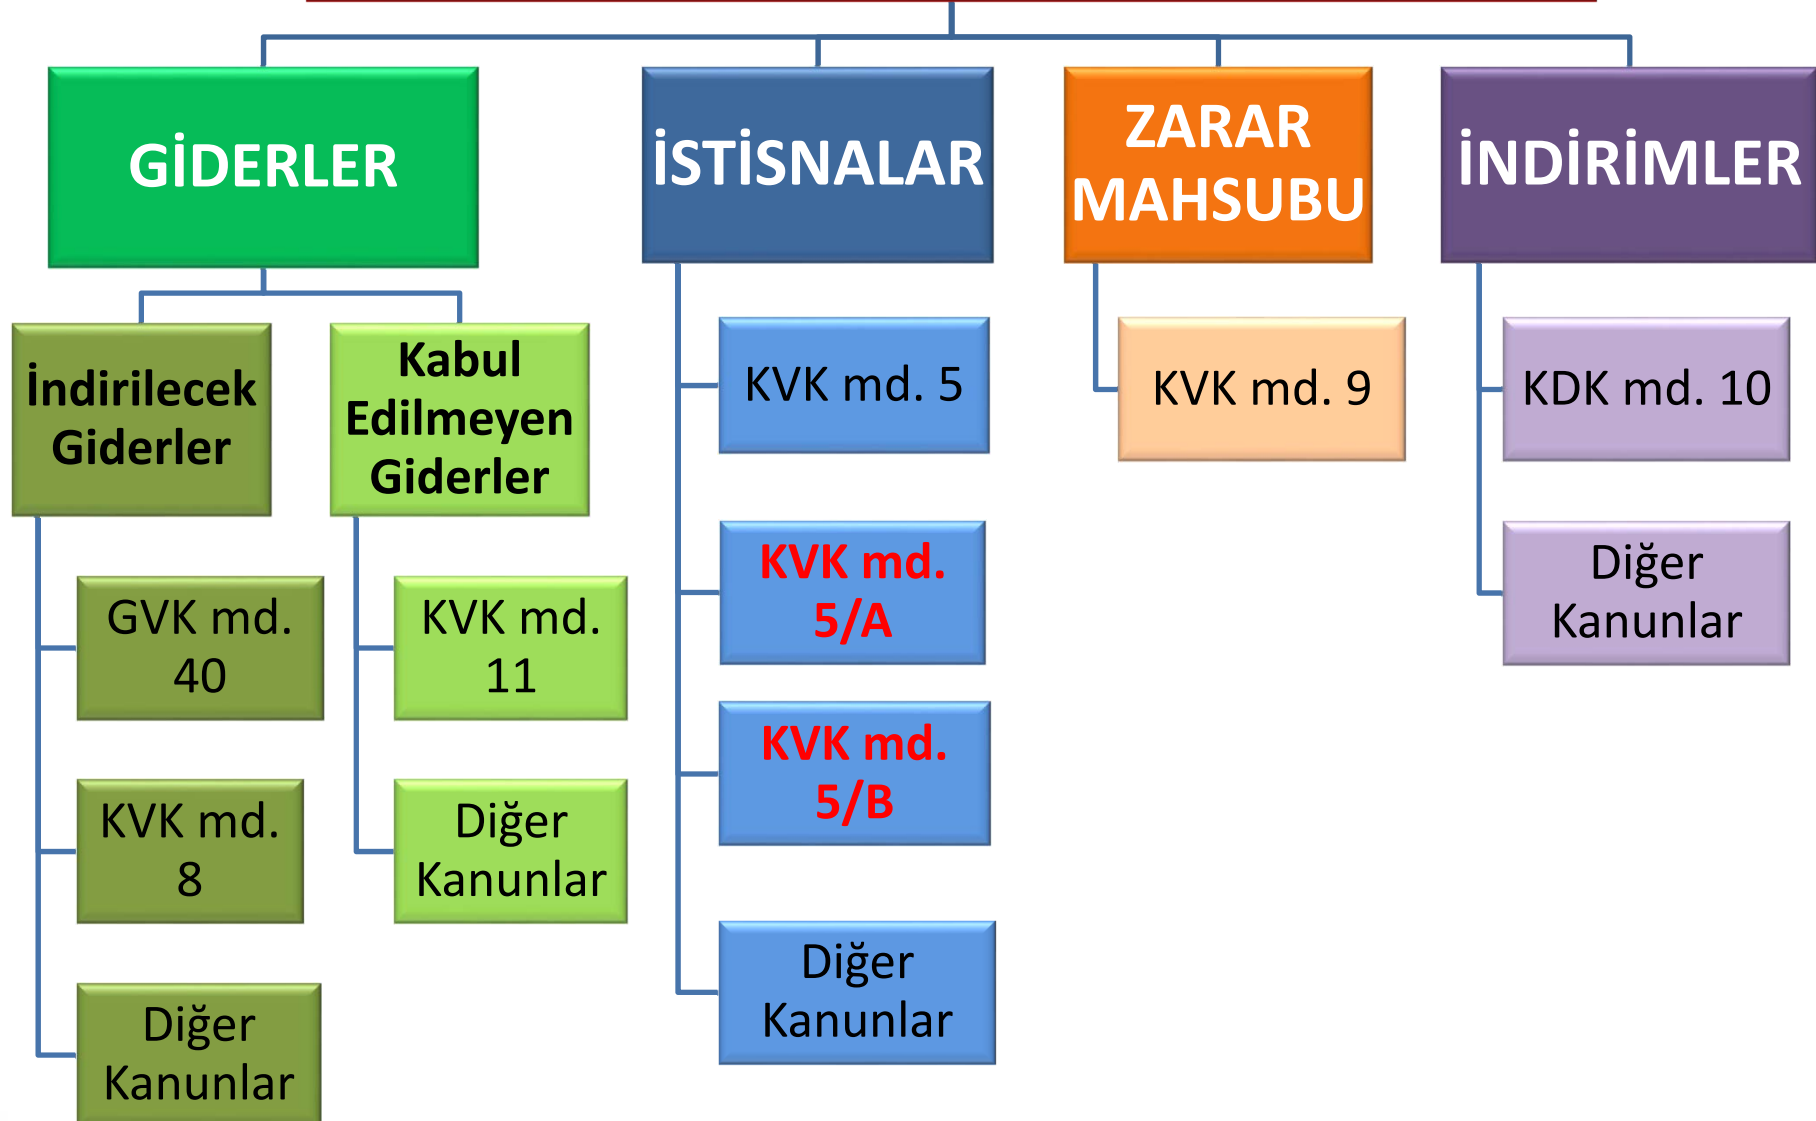 GİDERLER
İndirilecek
Giderler
GVK md.
40
KVK md.
8
Diğer
Kanunlar
Kabul
Edilmeyen
Giderler
KVK md.
11
Diğer
Kanunlar
İSTİSNALAR
KVK md. 5
KVK md.
5/A
KVK md.
5/B
Diğer
Kanunlar
ZARAR
MAHSUBU
KVK md. 9
İNDİRİMLER
KDK md. 10
Diğer
Kanunlar